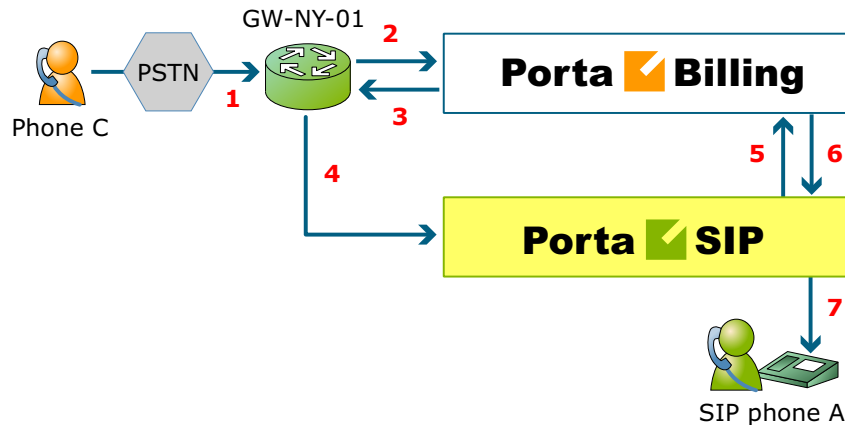 GW-NY-01
2
Porta Billing
PSTN
1
3
Phone C
4
5
6
Porta SIP
7
SIP phone A